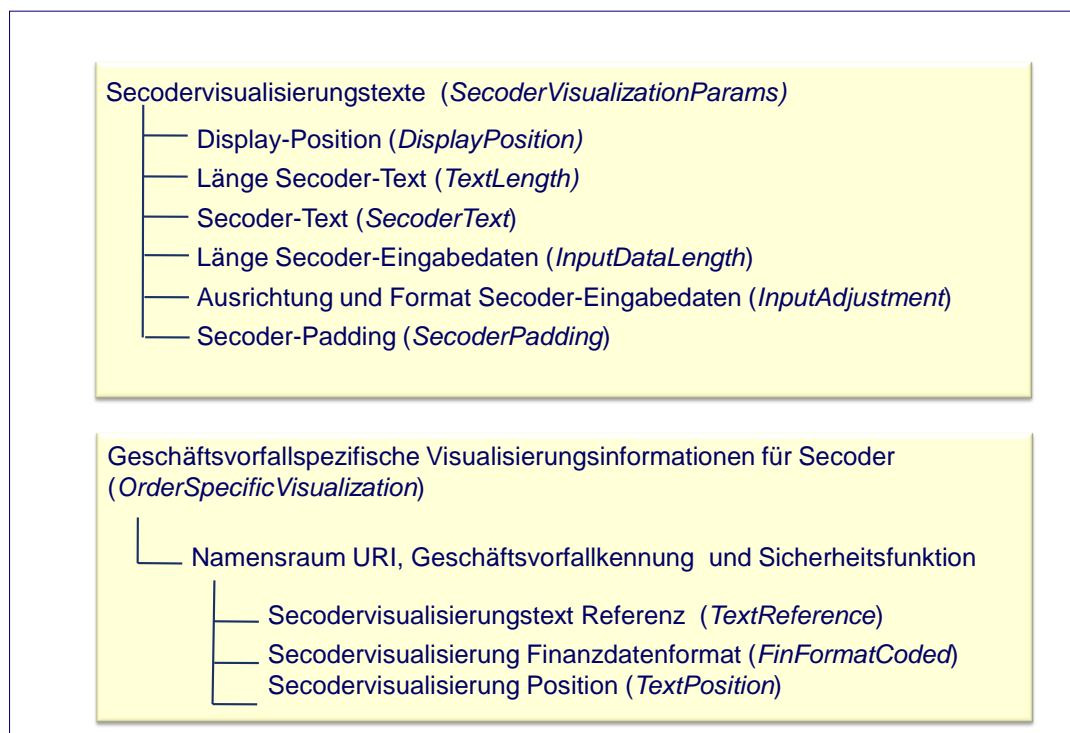 Secodervisualisierungstexte (SecoderVisualizationParams)
Display-Position (DisplayPosition)
Länge Secoder-Text (TextLength)
Secoder-Text (SecoderText)
Länge Secoder-Eingabedaten (InputDataLength)
Ausrichtung und Format Secoder-Eingabedaten (InputAdjustment)
Secoder-Padding (SecoderPadding)
Geschäftsvorfallspezifische Visualisierungsinformationen für Secoder
(OrderSpecificVisualization)
Namensraum URI, Geschäftsvorfallkennung und Sicherheitsfunktion
Secodervisualisierungstext Referenz (TextReference)
Secodervisualisierung Finanzdatenformat (FinFormatCoded)
Secodervisualisierung Position (TextPosition)